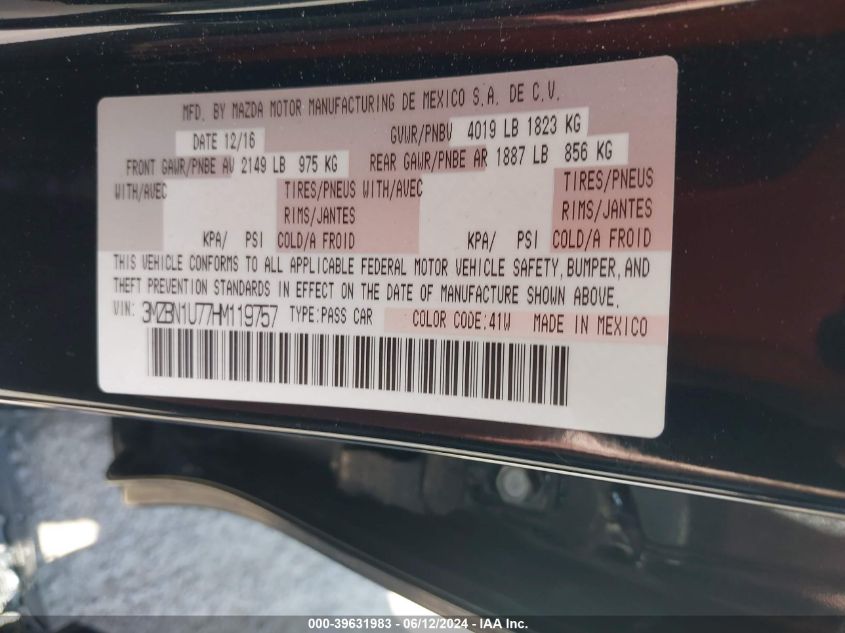 MFD. BY MAZDA MOTOR MANUFACTURING DE MEXICO S.A. DE C.V.
DATE 12/16 GVWR/PNBV 4019 LB 1823 KG
FRONT GAWR/PNBE AV 2149 LB 975 KG REAR GAWR/PNBE AR 1887 LB 856 KG
WITH/AVEC TIRES/PNEUS WITH/AVEC TIRES/PNEUS
RIMS/JANTES RIMS/JANTES
KPA/ PSI COLD/A FROID KPA/ PSI COLD/A FROID
THIS VEHICLE CONFORMS TO ALL APPLICABLE FEDERAL MOTOR VEHICLE SAFETY, BUMPER, AND
THEFT PREVENTION STANDARDS IN EFFECT ON THE DATE OF MANUFACTURE SHOWN ABOVE.
VIN: 3MZBN1U77HM119757 TYPE:PASS CAR COLOR CODE:41W MADE IN MEXICO
000-39631983 - 06/12/2024 - IAA Inc.